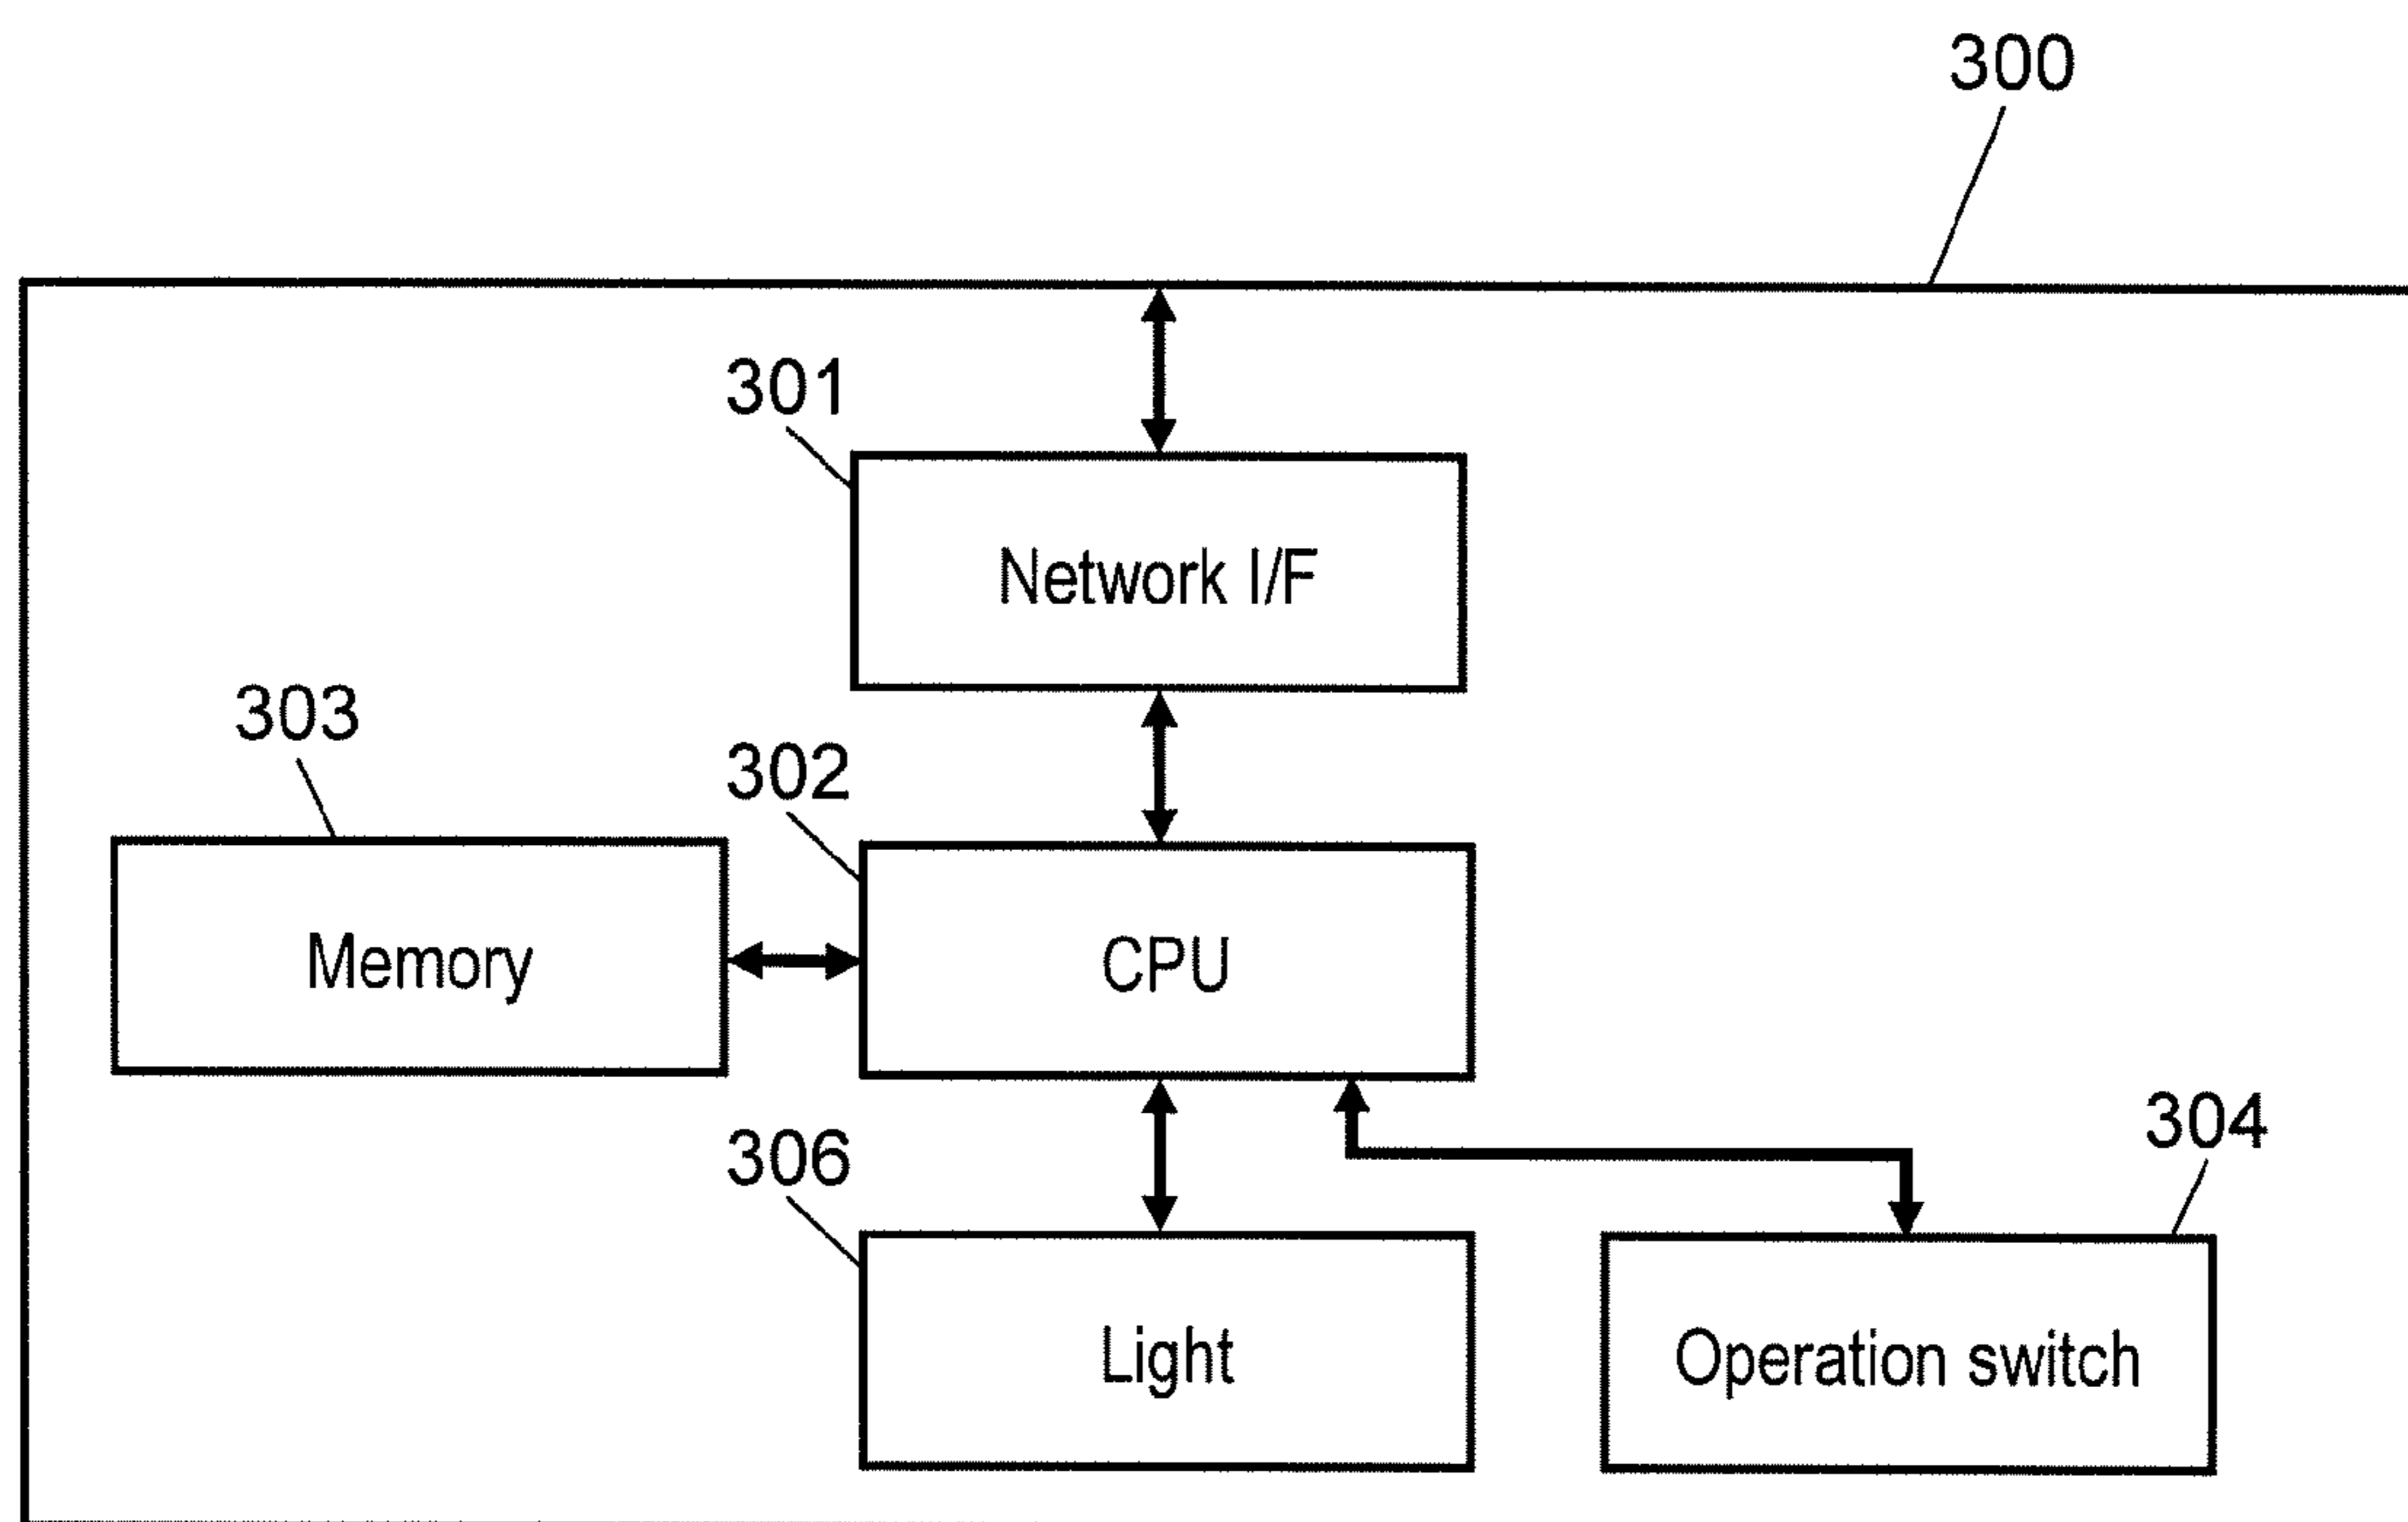 300
301
Network I/F
303
302
Memory
CPU
304
306
Light
Operation switch